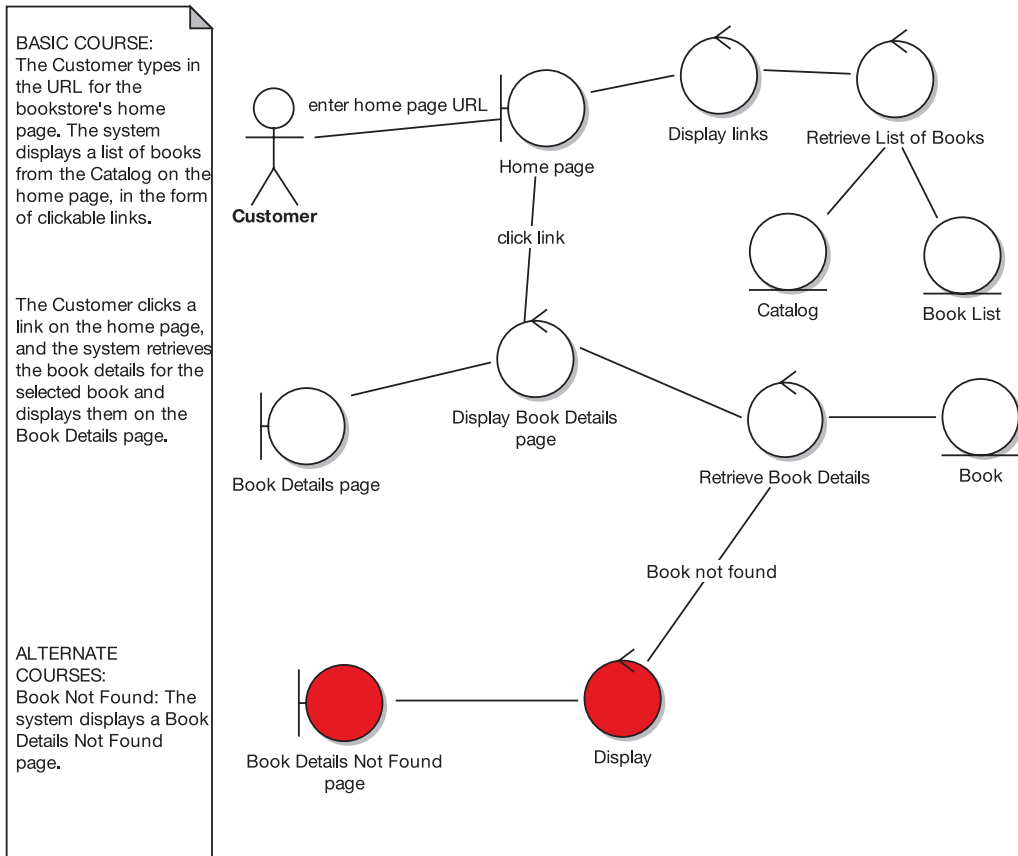 BASIC COURSE:
The Customer types in
the URL for the
bookstore's home
page. The system
displays a list of books
from the Catalog on the
home page, in the form
of clickable links.
The Customer clicks a
link on the home page,
and the system retrieves
the book details for the
selected book and
displays them on the
Book Details page.
ALTERNATE
COURSES:
Book Not Found: The
system displays a Book
Details Not Found
page.
enter home page URL
Customer
Home page
Display links
Retrieve List of Books
click link
Catalog
Book List
Display Book Details
page
Book Details page
Retrieve Book Details
Book
Book not found
Book Details Not Found
page
Display